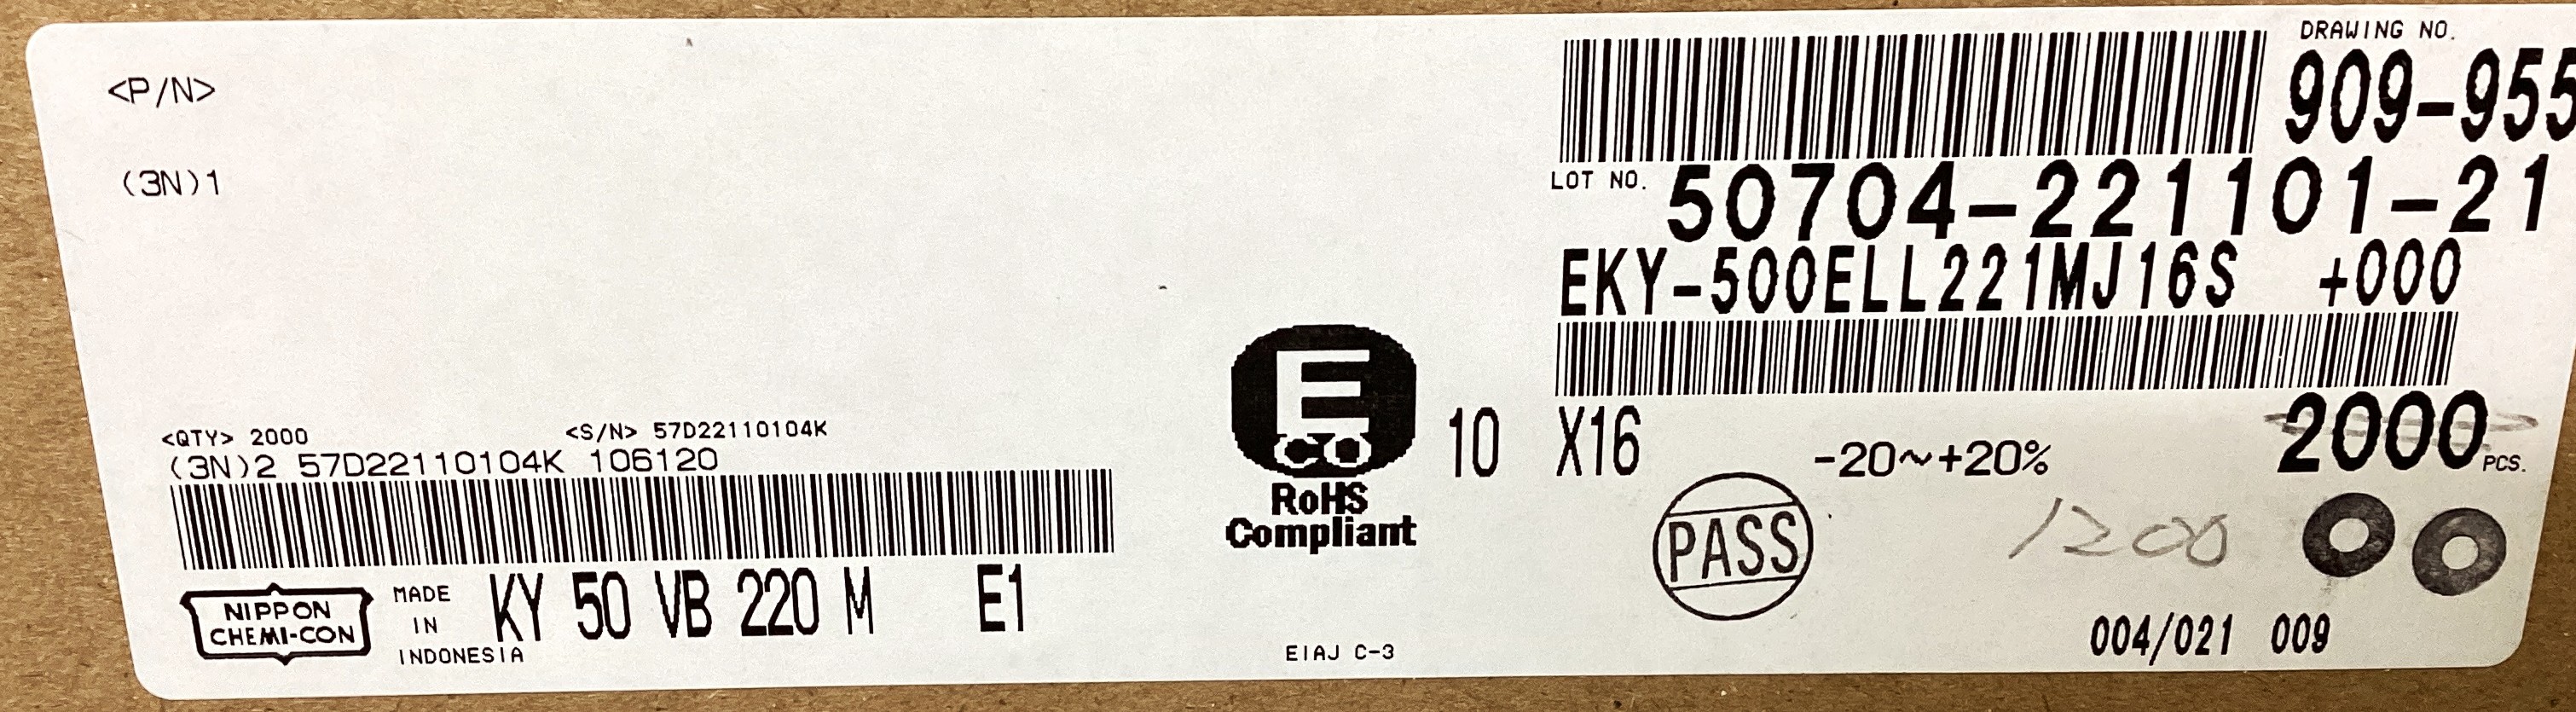 <P/N>
(3N)1
<QTY> 2000 <S/N> 57D22110104K
(3N)2 57D22110104K 106120
NIPPON
CHEMI-CON
MADE
IN
INDONESIA
KY 50 VB 220 M E1
E
CO
RoHS
Compliant
EIAJ C-3
DRAWING NO.
909-955
LOT NO. 50704-221101-21
EKY-500ELL221MJ16S +000
10 X16 -20~+20% 2000 PCS.
PASS
1200
004/021 009